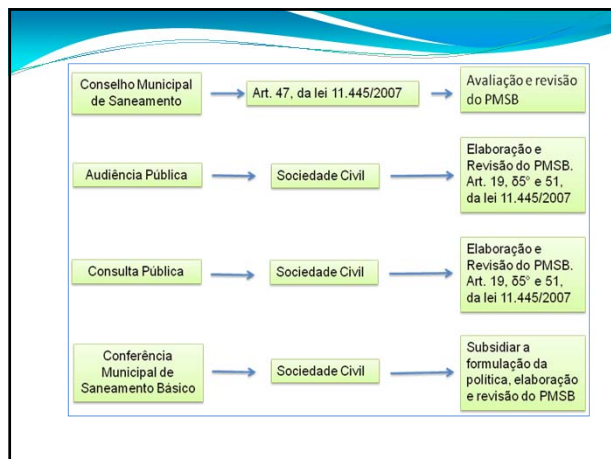 Conselho Municipal
de Saneamento
Art. 47, da lei 11.445/2007
Avaliação e revisão
do PMSB
Audiência Pública
Sociedade Civil
Elaboração e
Revisão do PMSB.
Art. 19, δ5° e 51,
da lei 11.445/2007
Consulta Pública
Sociedade Civil
Elaboração e
Revisão do PMSB.
Art. 19, δ5° e 51,
da lei 11.445/2007
Conferência
Municipal de
Saneamento Básico
Sociedade Civil
Subsidiar a
formulação da
política, elaboração
e revisão do PMSB